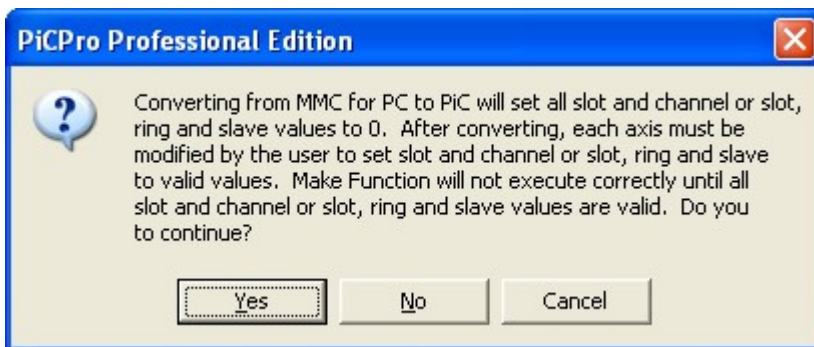 PiCPro Professional Edition
Converting from MMC for PC to PiC will set all slot and channel or slot,
ring and slave values to 0. After converting, each axis must be
modified by the user to set slot and channel or slot, ring and slave
to valid values. Make Function will not execute correctly until all
slot and channel or slot, ring and slave values are valid. Do you
to continue?
Yes No Cancel